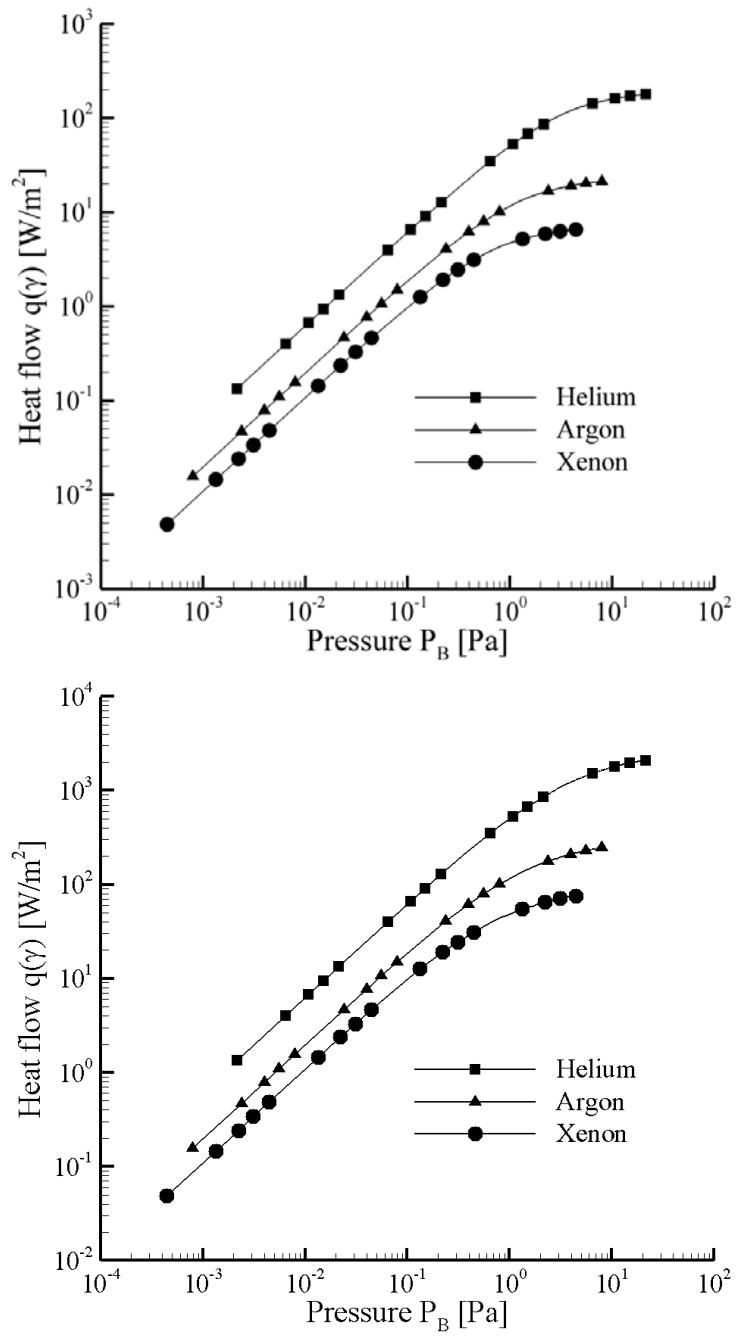 10³
10²
10¹
10⁰
10⁻¹
10⁻²
10⁻³
Heat flow q(γ) [W/m²]
Helium
Argon
Xenon
10⁻⁴ 10⁻³ 10⁻² 10⁻¹ 10⁰ 10¹ 10²
Pressure P_B [Pa]
10⁴
10³
10²
10¹
10⁰
10⁻¹
10⁻²
Heat flow q(γ) [W/m²]
Helium
Argon
Xenon
10⁻⁴ 10⁻³ 10⁻² 10⁻¹ 10⁰ 10¹ 10²
Pressure P_B [Pa]